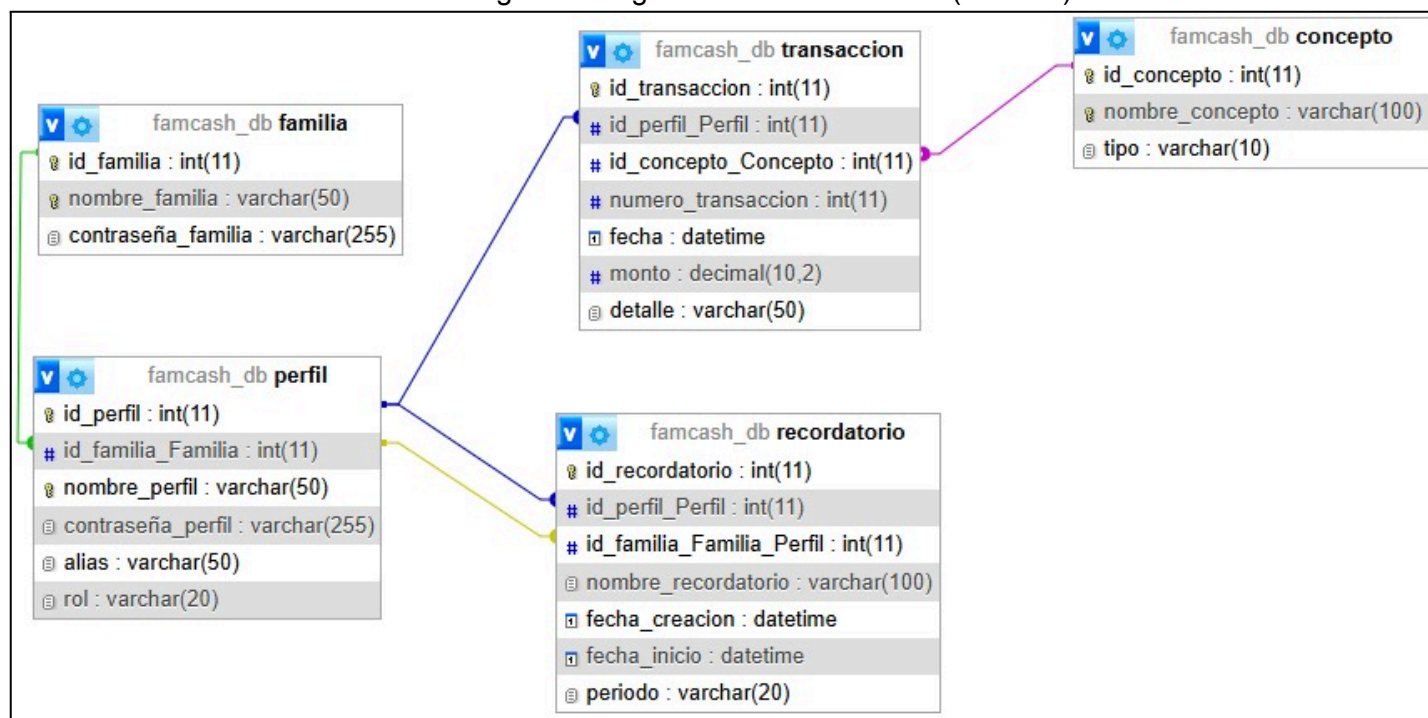 famcash_db familia
id_familia : int(11)
nombre_familia : varchar(50)
contraseña_familia : varchar(255)
famcash_db perfil
id_perfil : int(11)
id_familia_Familia : int(11)
nombre_perfil : varchar(50)
contraseña_perfil : varchar(255)
alias : varchar(50)
rol : varchar(20)
famcash_db transaccion
id_transaccion : int(11)
id_perfil_Perfil : int(11)
id_concepto_Concepto : int(11)
numero_transaccion : int(11)
fecha : datetime
monto : decimal(10,2)
detalle : varchar(50)
famcash_db recordatorio
id_recordatorio : int(11)
id_perfil_Perfil : int(11)
id_familia_Familia_Perfil : int(11)
nombre_recordatorio : varchar(100)
fecha_creacion : datetime
fecha_inicio : datetime
periodo : varchar(20)
famcash_db concepto
id_concepto : int(11)
nombre_concepto : varchar(100)
tipo : varchar(10)